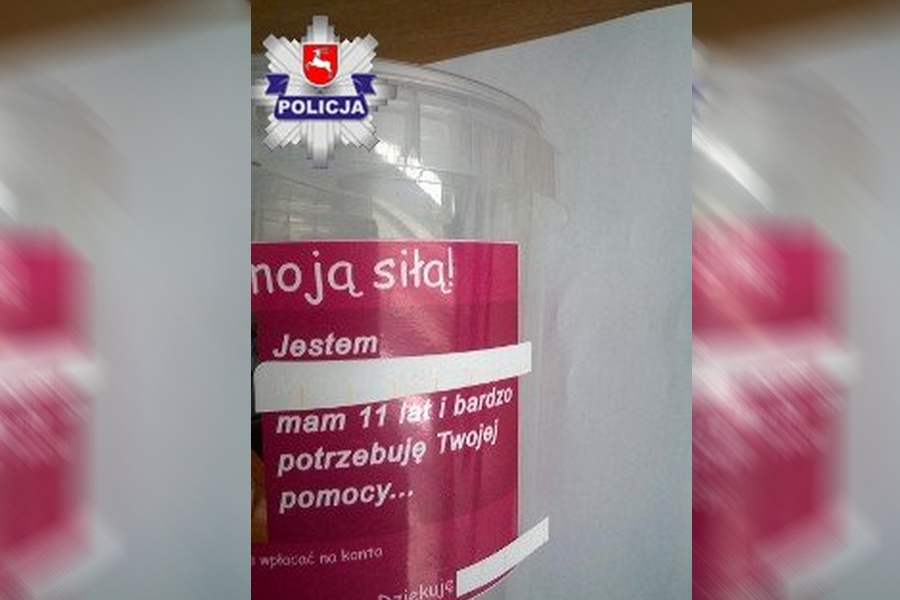 POLICJA
moją siłą!
Jestem
mam 11 lat i bardzo
potrzebuję Twojej
pomocy...
wpłacać na konto
Dziękuję